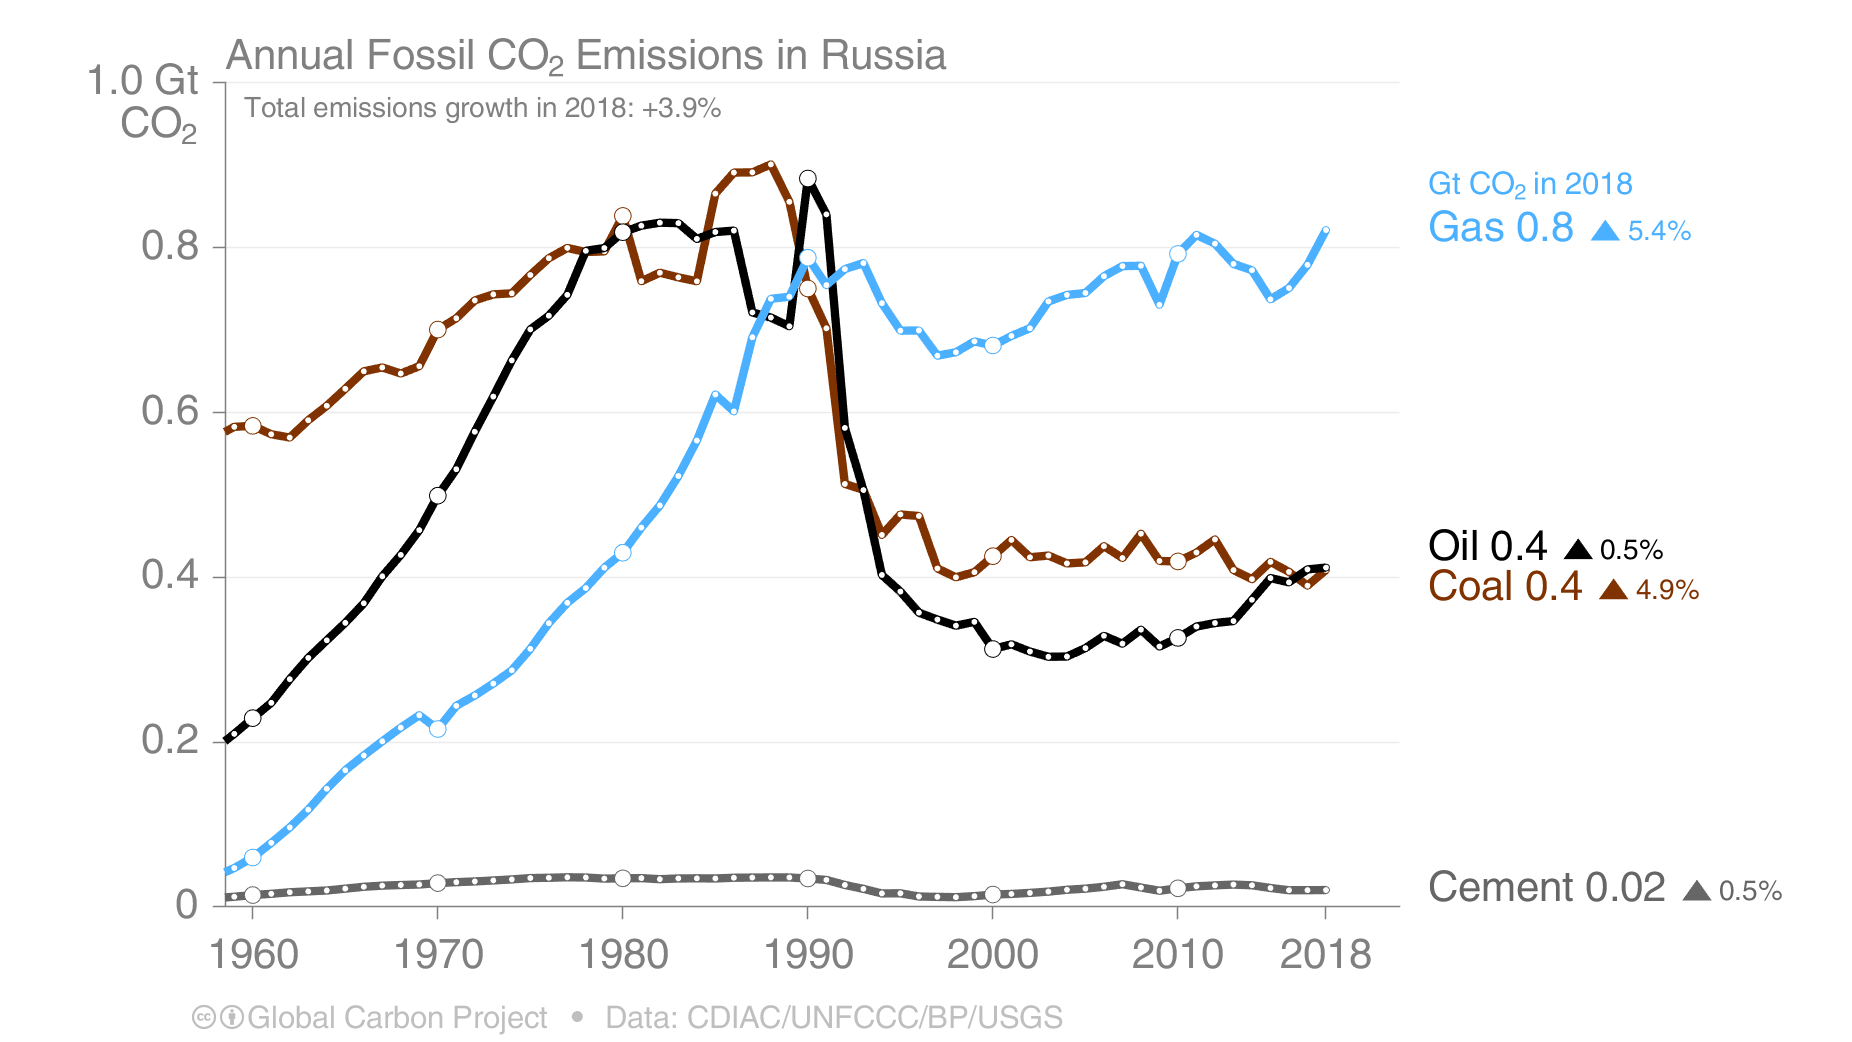 Annual Fossil CO₂ Emissions in Russia
1.0 Gt
CO₂
Total emissions growth in 2018: +3.9%
0.8
0.6
0.4
0.2
0
1960 1970 1980 1990 2000 2010 2018
Gt CO₂ in 2018
Gas 0.8 ▲ 5.4%
Oil 0.4 ▲ 0.5%
Coal 0.4 ▲ 4.9%
Cement 0.02 ▲ 0.5%
cc Global Carbon Project • Data: CDIAC/UNFCCC/BP/USGS